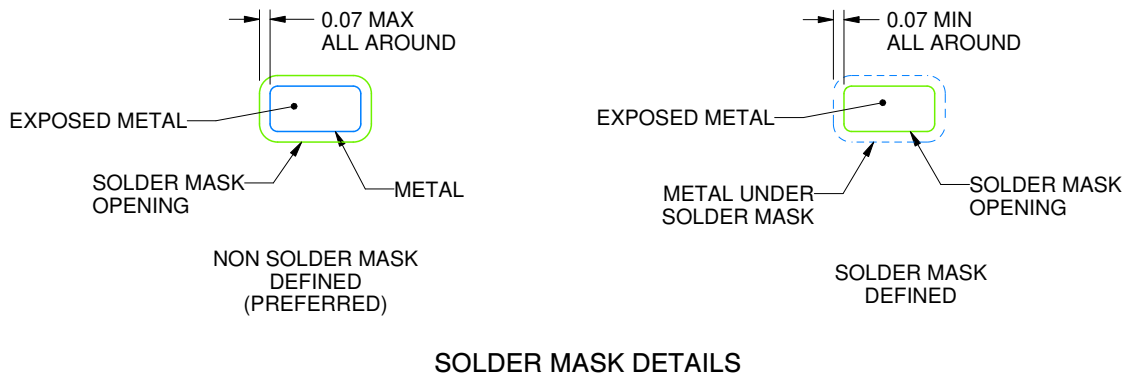 0.07 MAX
ALL AROUND
EXPOSED METAL
SOLDER MASK
OPENING
METAL
NON SOLDER MASK
DEFINED
(PREFERRED)
0.07 MIN
ALL AROUND
EXPOSED METAL
METAL UNDER
SOLDER MASK
SOLDER MASK
OPENING
SOLDER MASK
DEFINED
SOLDER MASK DETAILS